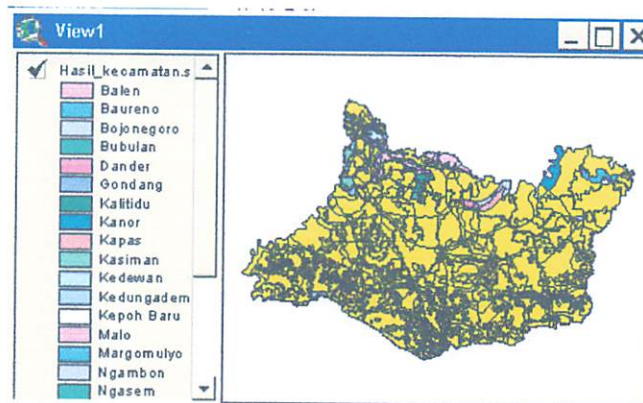 View1
Hasil_kecamatan.s
Balen
Baureno
Bojonegoro
Bubulan
Dander
Gondang
Kalitidu
Kanor
Kapas
Kasiman
Kedewan
Kedungadem
Kepoh Baru
Malo
Margomulyo
Ngambon
Ngasem